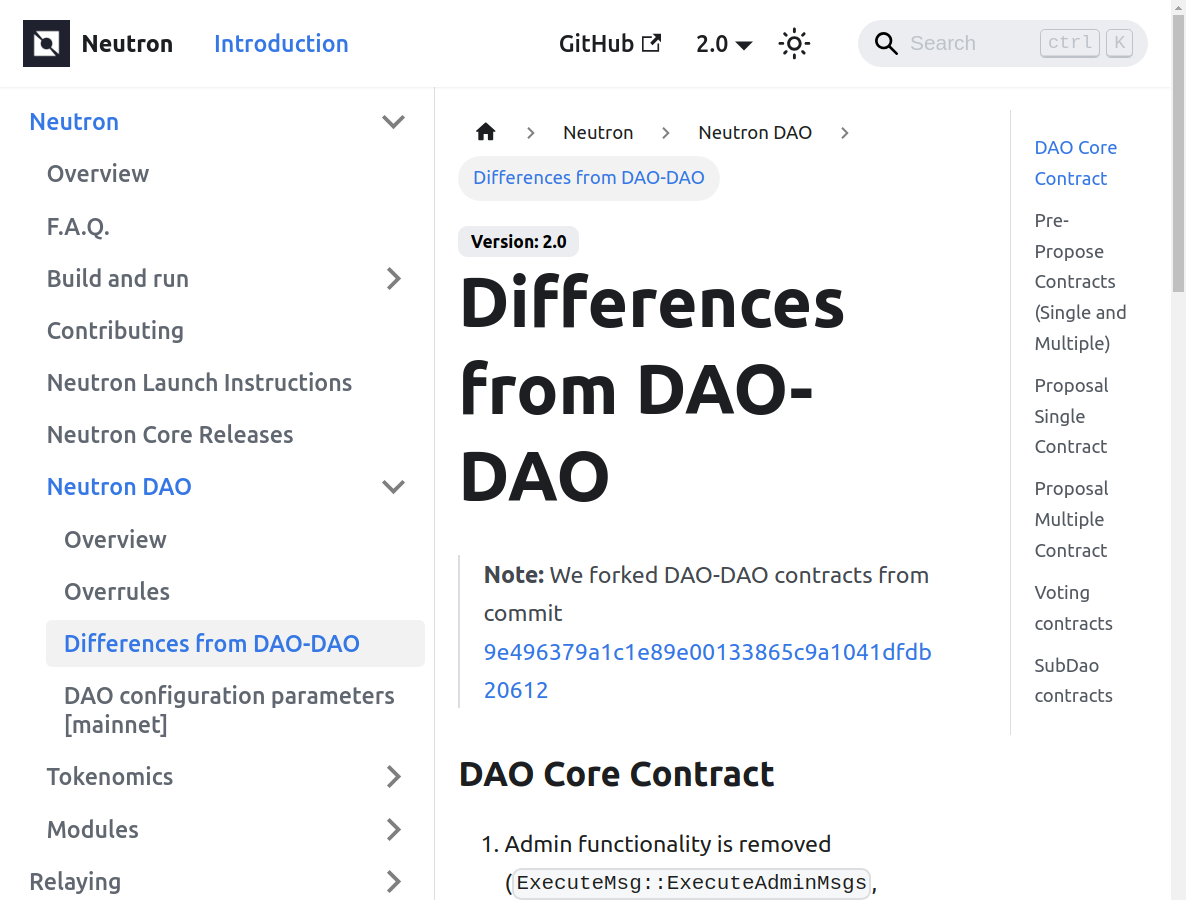 Neutron
Introduction
GitHub
2.0
Search
ctrl
K
Neutron
Overview
F.A.Q.
Build and run
Contributing
Neutron Launch Instructions
Neutron Core Releases
Neutron DAO
Overview
Overrules
Differences from DAO-DAO
DAO configuration parameters
[mainnet]
Tokenomics
Modules
Relaying
Neutron
Neutron DAO
Differences from DAO-DAO
Version: 2.0
Differences
from DAO-
DAO
Note: We forked DAO-DAO contracts from
commit
9e496379a1c1e89e00133865c9a1041dfdb
20612
DAO Core Contract
1. Admin functionality is removed
(ExecuteMsg::ExecuteAdminMsgs,
DAO Core
Contract
Pre-
Propose
Contracts
(Single and
Multiple)
Proposal
Single
Contract
Proposal
Multiple
Contract
Voting
contracts
SubDao
contracts